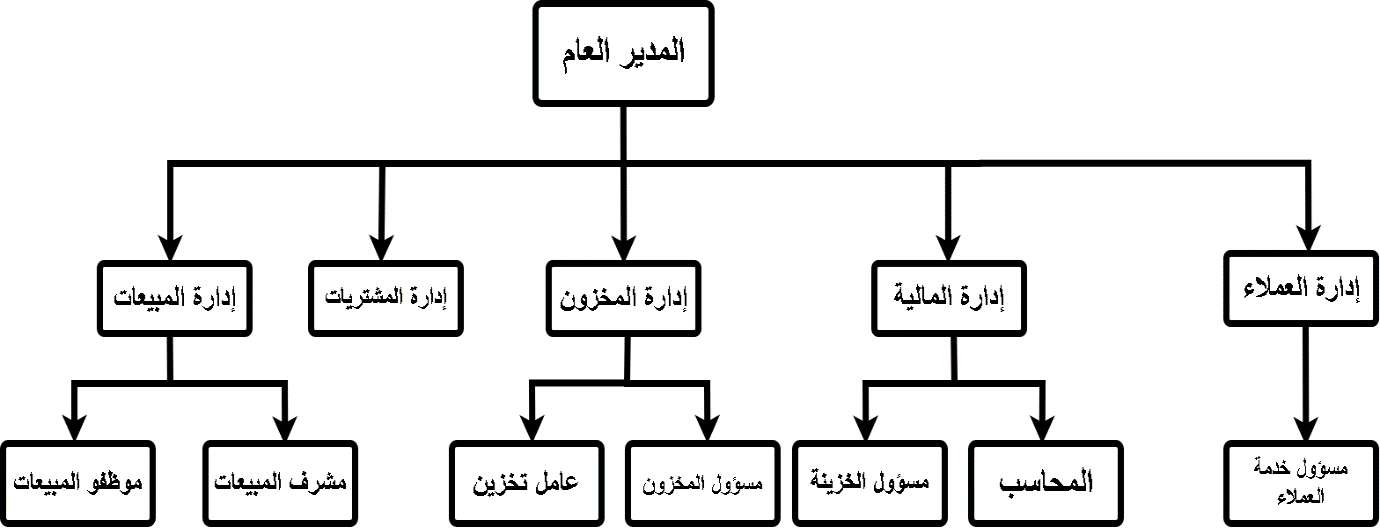 المدير العام
إدارة العملاء
إدارة المالية
إدارة المخزون
إدارة المشتريات
إدارة المبيعات
مسؤول خدمة
العملاء
المحاسب
مسؤول الخزينة
مسؤول المخزون
عامل تخزين
مشرف المبيعات
موظفو المبيعات